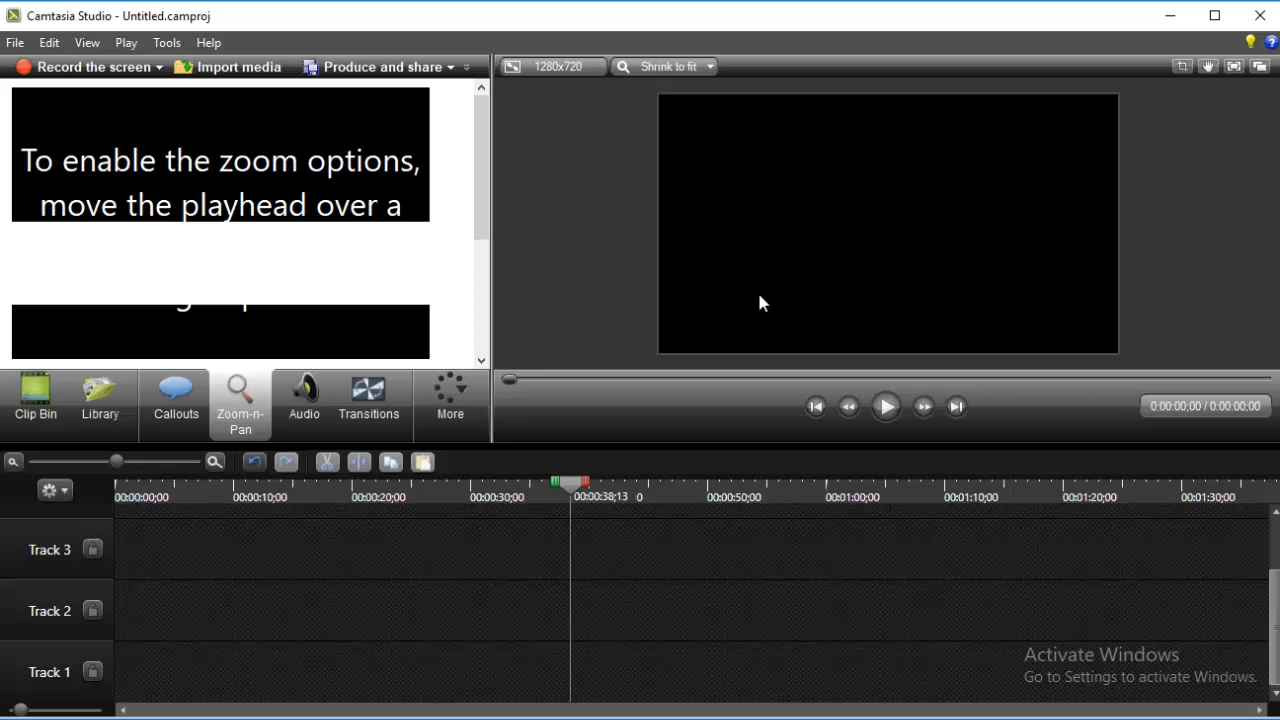 Camtasia Studio - Untitled.camproj
File Edit View Play Tools Help
Record the screen Import media Produce and share
1280x720 Shrink to fit
To enable the zoom options,
move the playhead over a
Clip Bin Library Callouts Zoom-n-Pan Audio Transitions More
0:00:00;00 / 0:00:00;00
00:00:00;00 00:00:10;00 00:00:20;00 00:00:30;00 00:00:38;13 0 00:00:50;00 00:01:00;00 00:01:10;00 00:01:20;00 00:01:30;00
Track 3
Track 2
Track 1
Activate Windows
Go to Settings to activate Windows.